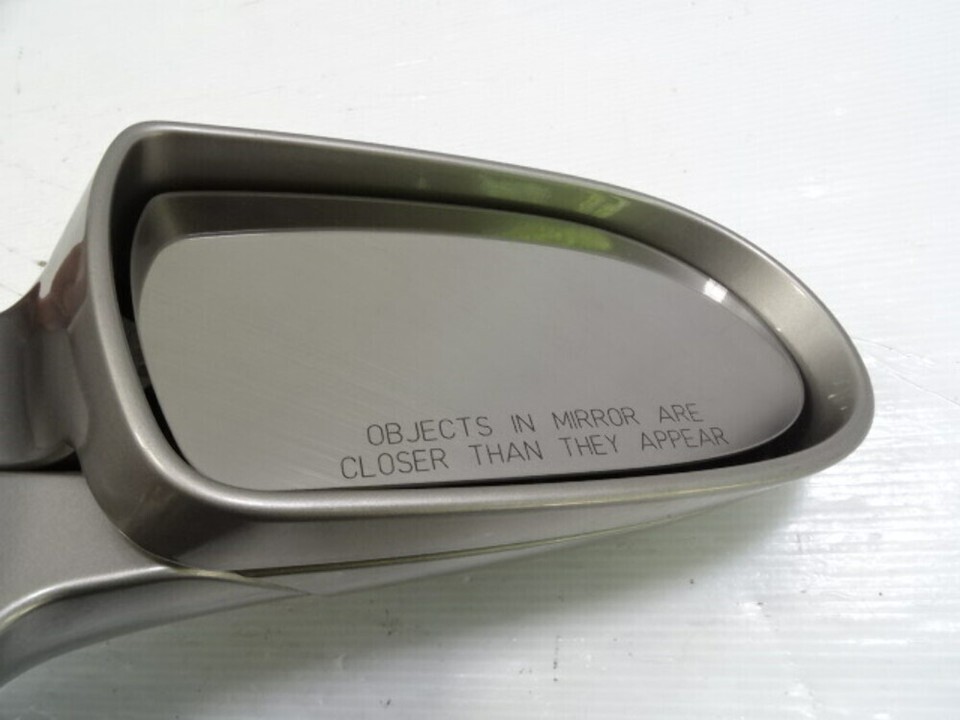 OBJECTS IN MIRROR ARE
CLOSER THAN THEY APPEAR